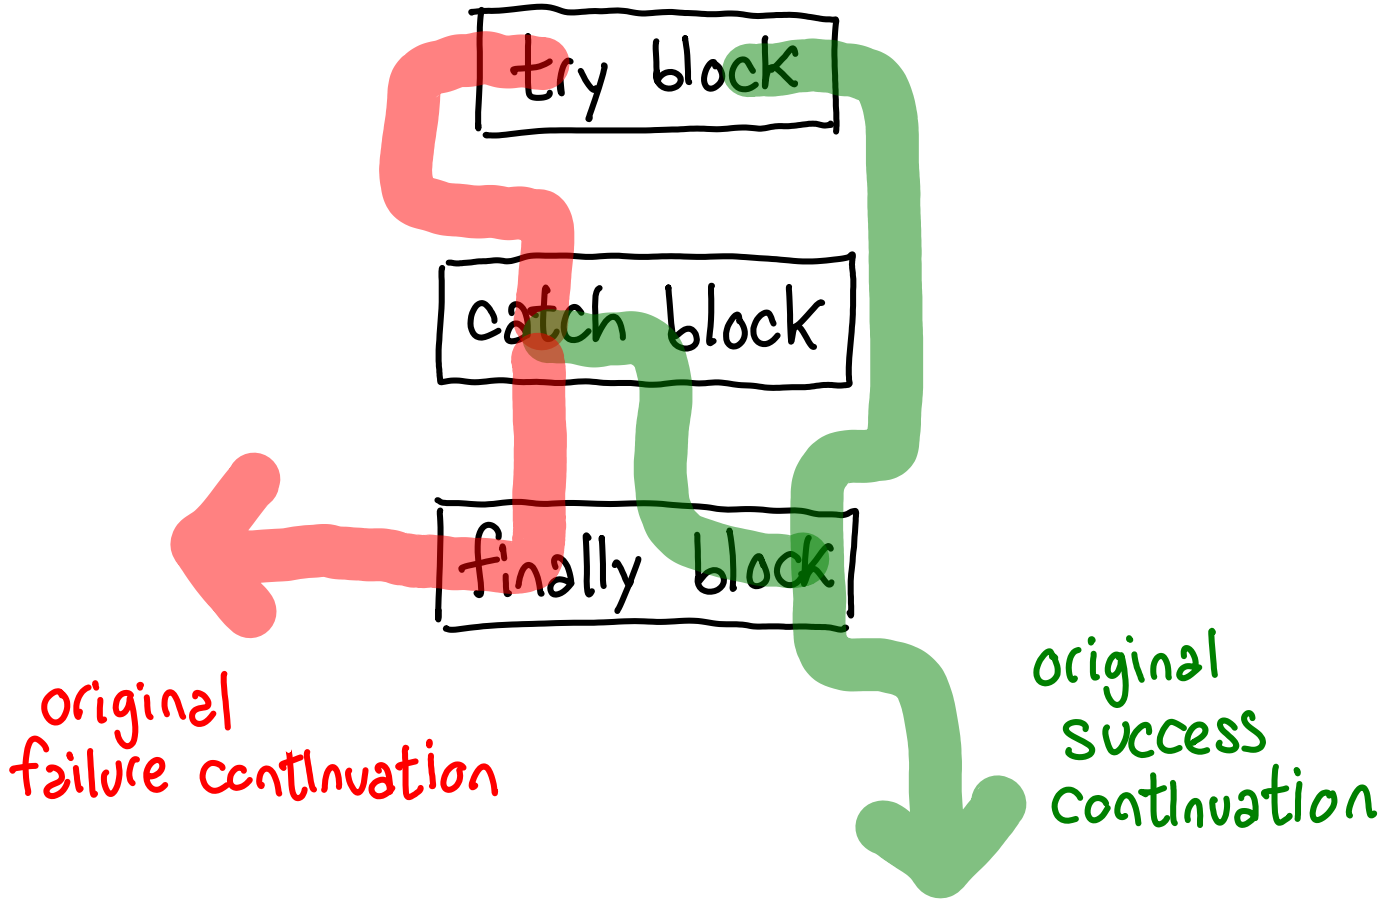 try block
catch block
finally block
original
failure continuation
original
success
continuation